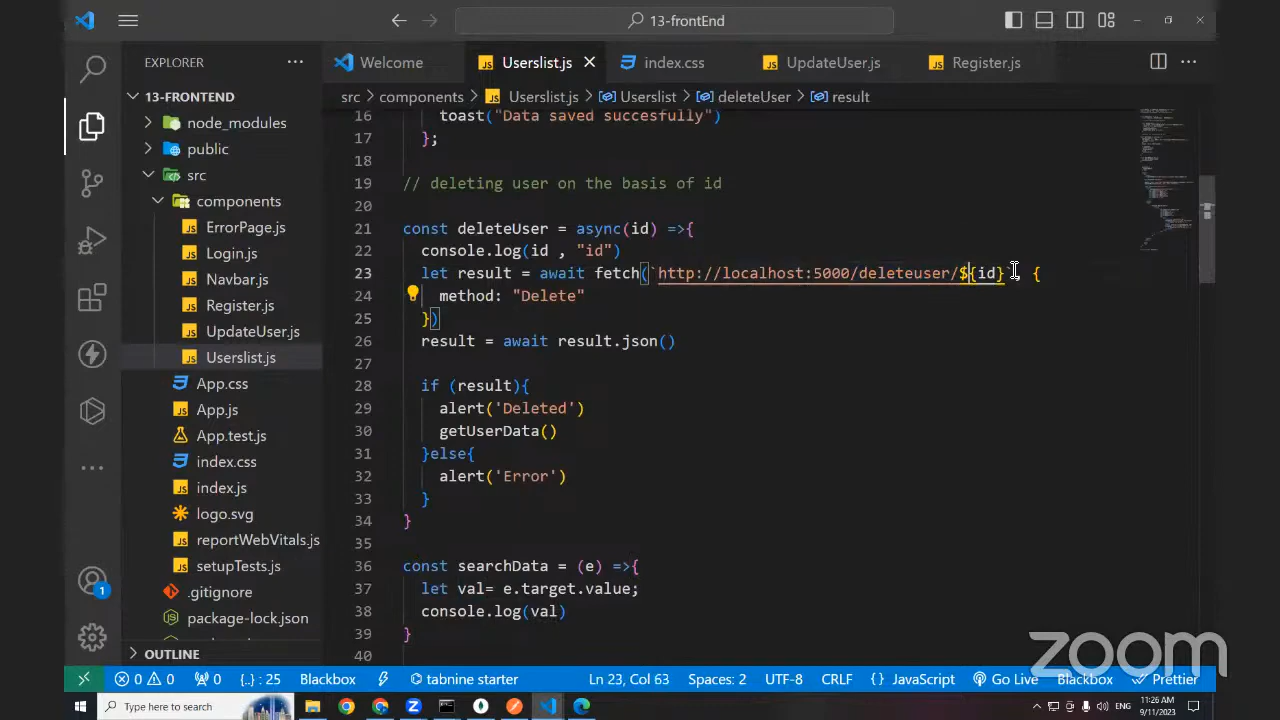 13-frontEnd
EXPLORER
Welcome
Userslist.js
index.css
UpdateUser.js
Register.js
13-FRONTEND
src > components > Userslist.js > Userslist > deleteUser > result
node_modules
public
src
components
ErrorPage.js
Login.js
Navbar.js
Register.js
UpdateUser.js
Userslist.js
App.css
App.js
App.test.js
index.css
index.js
logo.svg
reportWebVitals.js
setupTests.js
.gitignore
package-lock.json
OUTLINE
16 toast("Data saved succesfully")
17 };
18
19 // deleting user on the basis of id
20
21 const deleteUser = async(id) =>{
22 console.log(id , "id")
23 let result = await fetch(`http://localhost:5000/deleteuser/${id}`, {
24 method: "Delete"
25 })
26 result = await result.json()
27
28 if (result){
29 alert('Deleted')
30 getUserData()
31 }else{
32 alert('Error')
33 }
34 }
35
36 const searchData = (e) =>{
37 let val= e.target.value;
38 console.log(val)
39 }
40
1
zoom
0 0 0 {..}: 25 Blackbox tabnine starter Ln 23, Col 63 Spaces: 2 UTF-8 CRLF {} JavaScript Go Live Blackbox Prettier
Type here to search
ENG
11:26 AM
9/11/2023